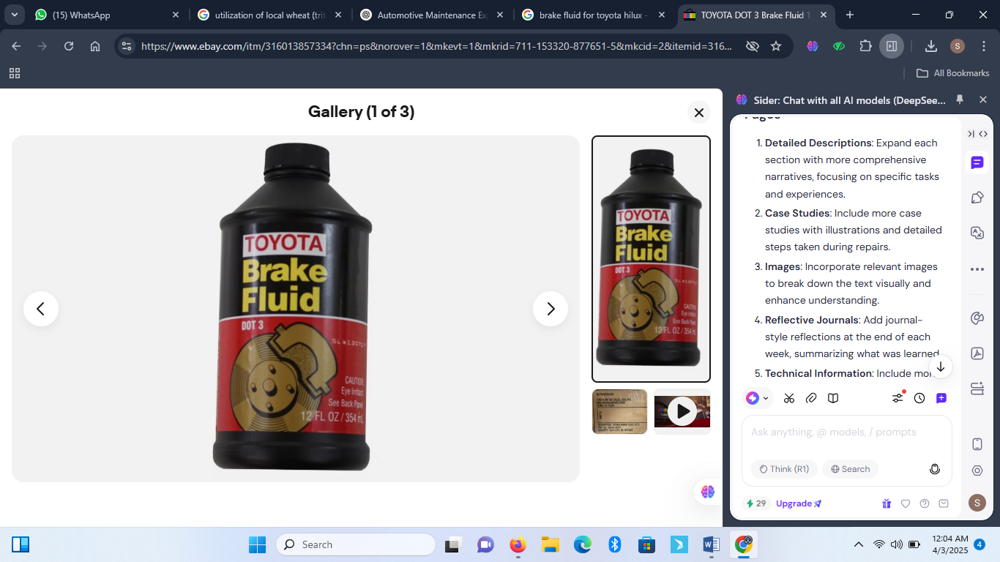 (15) WhatsApp
utilization of local wheat (trit
Automotive Maintenance Ex
brake fluid for toyota hilux -
TOYOTA DOT 3 Brake Fluid 1
https://www.ebay.com/itm/316013857334?chn=ps&norover=1&mkevt=1&mkrid=711-153320-877651-5&mkcid=2&itemid=316...
S
All Bookmarks
Gallery (1 of 3)
TOYOTA
Brake
Fluid
DOT 3
CAUTION:
Eye Irritant
See Back Panel
12 FL OZ / 354 mL
TOYOTA
Brake
Fluid
DOT 3
CAUTION
Eye Irritant
See Back Panel
12 FL OZ / 354 mL
Sider: Chat with all AI models (DeepSee...
Pages
1. Detailed Descriptions: Expand each
section with more comprehensive
narratives, focusing on specific tasks
and experiences.
2. Case Studies: Include more case
studies with illustrations and detailed
steps taken during repairs.
3. Images: Incorporate relevant images
to break down the text visually and
enhance understanding.
4. Reflective Journals: Add journal-
style reflections at the end of each
week, summarizing what was learned
5. Technical Information: Include mo
Ask anything, @ models, / prompts
Think (R1)
Search
29
Upgrade
S
Search
12:04 AM
4/3/2025
4